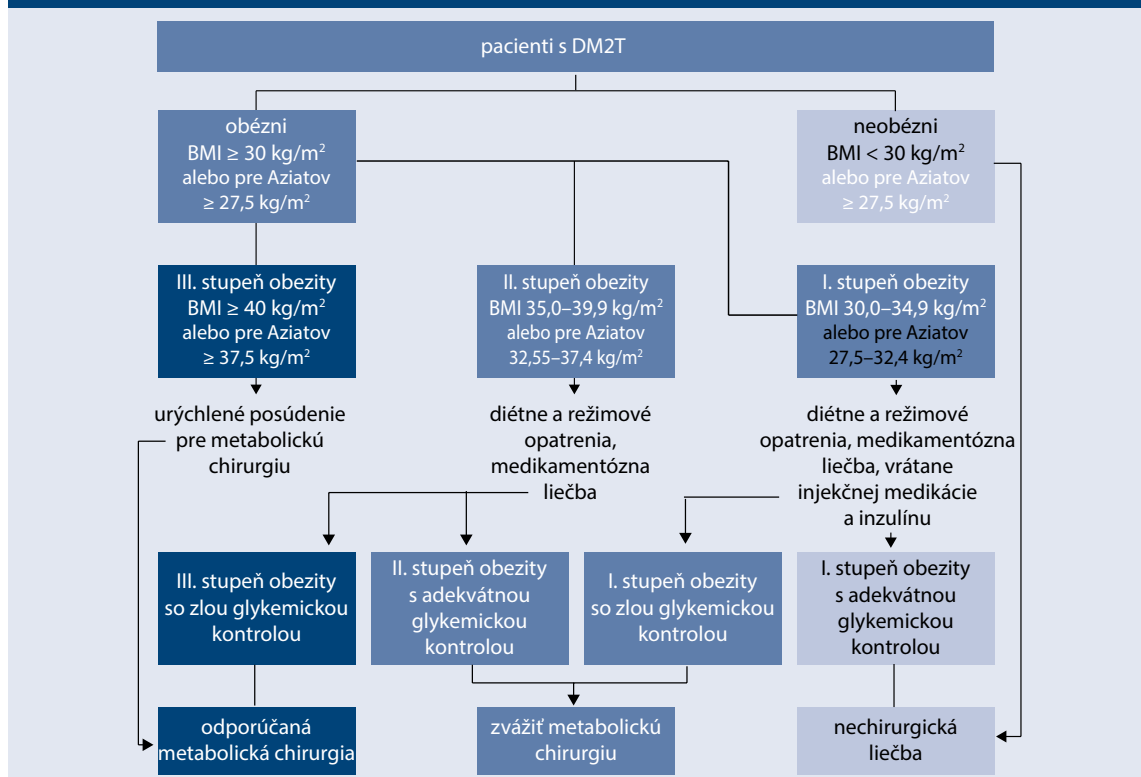 pacienti s DM2T
obézni
BMI ≥ 30 kg/m²
alebo pre Aziatov
≥ 27,5 kg/m²
neobézni
BMI < 30 kg/m²
alebo pre Aziatov
≥ 27,5 kg/m²
III. stupeň obezity
BMI ≥ 40 kg/m²
alebo pre Aziatov
≥ 37,5 kg/m²
II. stupeň obezity
BMI 35,0–39,9 kg/m²
alebo pre Aziatov
32,55–37,4 kg/m²
I. stupeň obezity
BMI 30,0–34,9 kg/m²
alebo pre Aziatov
27,5–32,4 kg/m²
urýchlené posúdenie
pre metabolickú
chirurgiu
diétne a režimové
opatrenia,
medikamentózna
liečba
diétne a režimové
opatrenia, medikamentózna
liečba, vrátane
injekčnej medikácie
a inzulínu
III. stupeň obezity
so zlou glykemickou
kontrolou
II. stupeň obezity
s adekvátnou
glykemickou
kontrolou
I. stupeň obezity
so zlou glykemickou
kontrolou
I. stupeň obezity
s adekvátnou
glykemickou
kontrolou
odporúčaná
metabolická chirurgia
zvážiť metabolickú
chirurgiu
nechirurgická
liečba